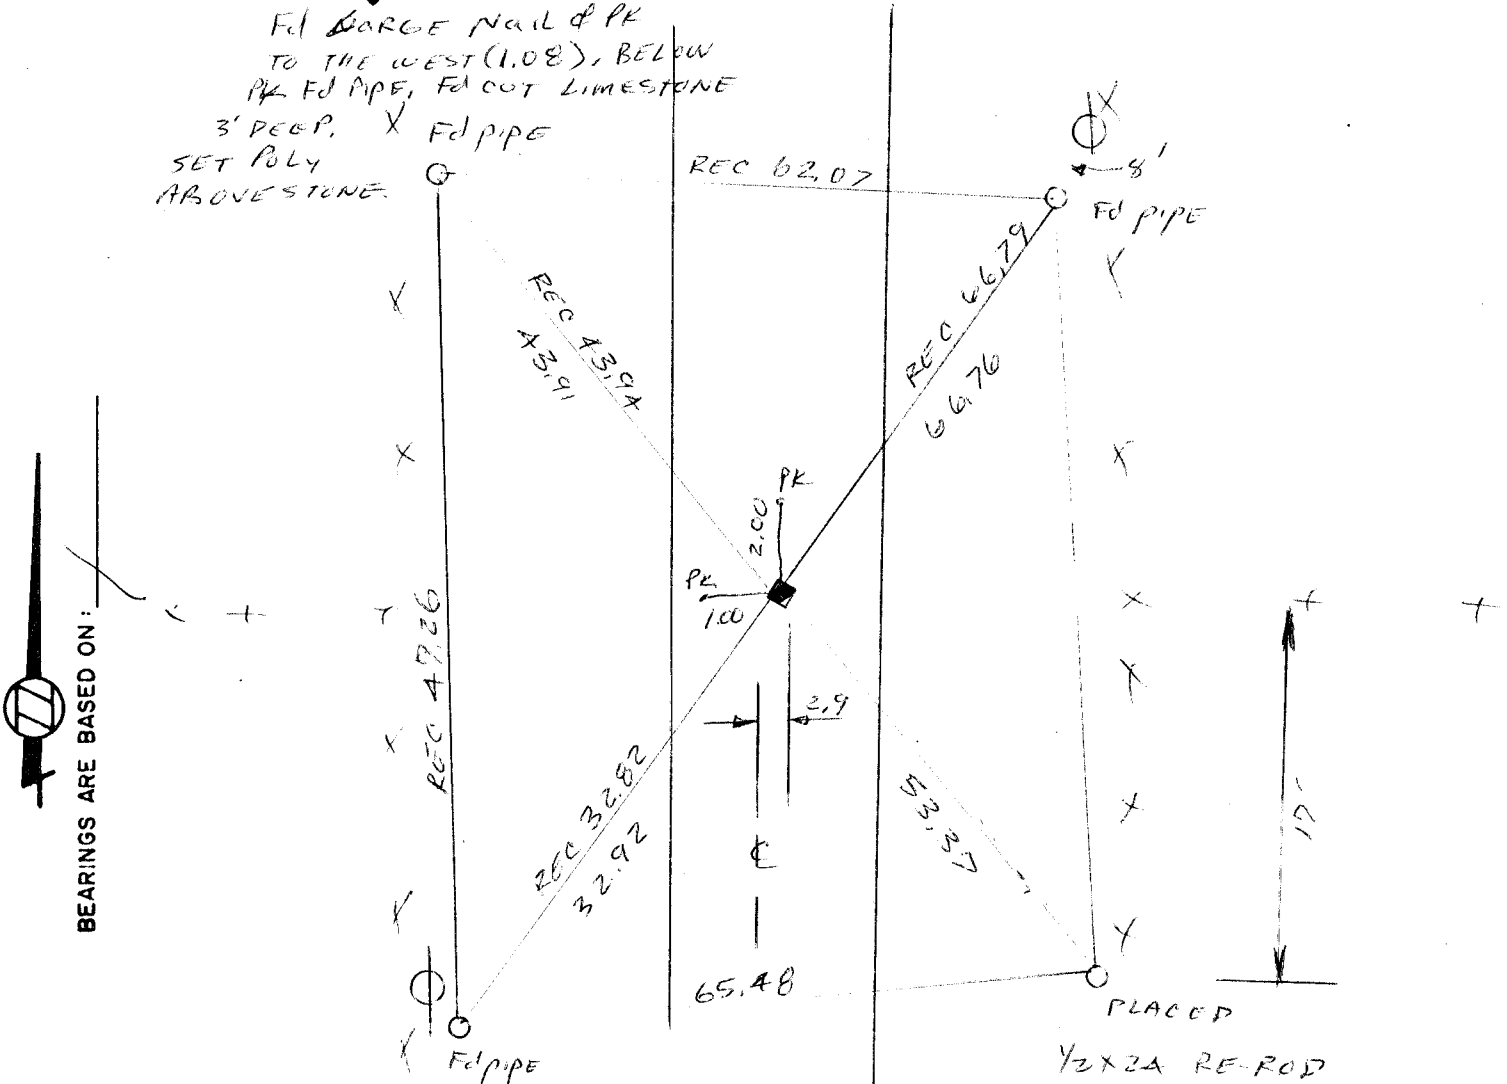 Fd LARGE NAIL & PK
TO THE WEST (1.08), BELOW
PK Fd PIPE, Fd CUT LIMESTONE
3' DEEP.
SET POLY
ABOVE STONE.
X Fd pipE
REC 62.07
X
8'
Fd pipE
REC 43.94
43.91
REC 66.79
66.76
PK
2.00
PK
1.00
REC 47.26
2.9
REC 32.82
32.92
53.37
17'
65.48
PLACED
1/2 X 24 RE-ROD
Fd pipE
BEARINGS ARE BASED ON: